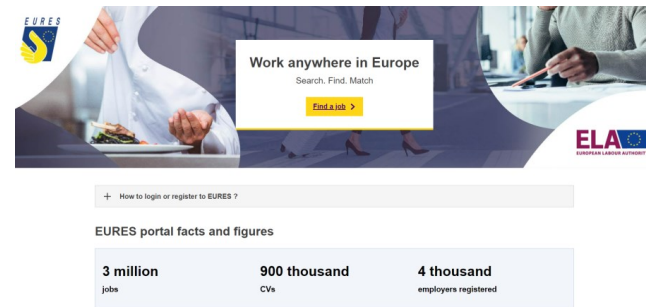 EURES
Work anywhere in Europe
Search. Find. Match
Find a job >
ELA
EUROPEAN LABOUR AUTHORITY
+ How to login or register to EURES ?
EURES portal facts and figures
3 million
900 thousand
4 thousand
jobs
CVs
employers registered